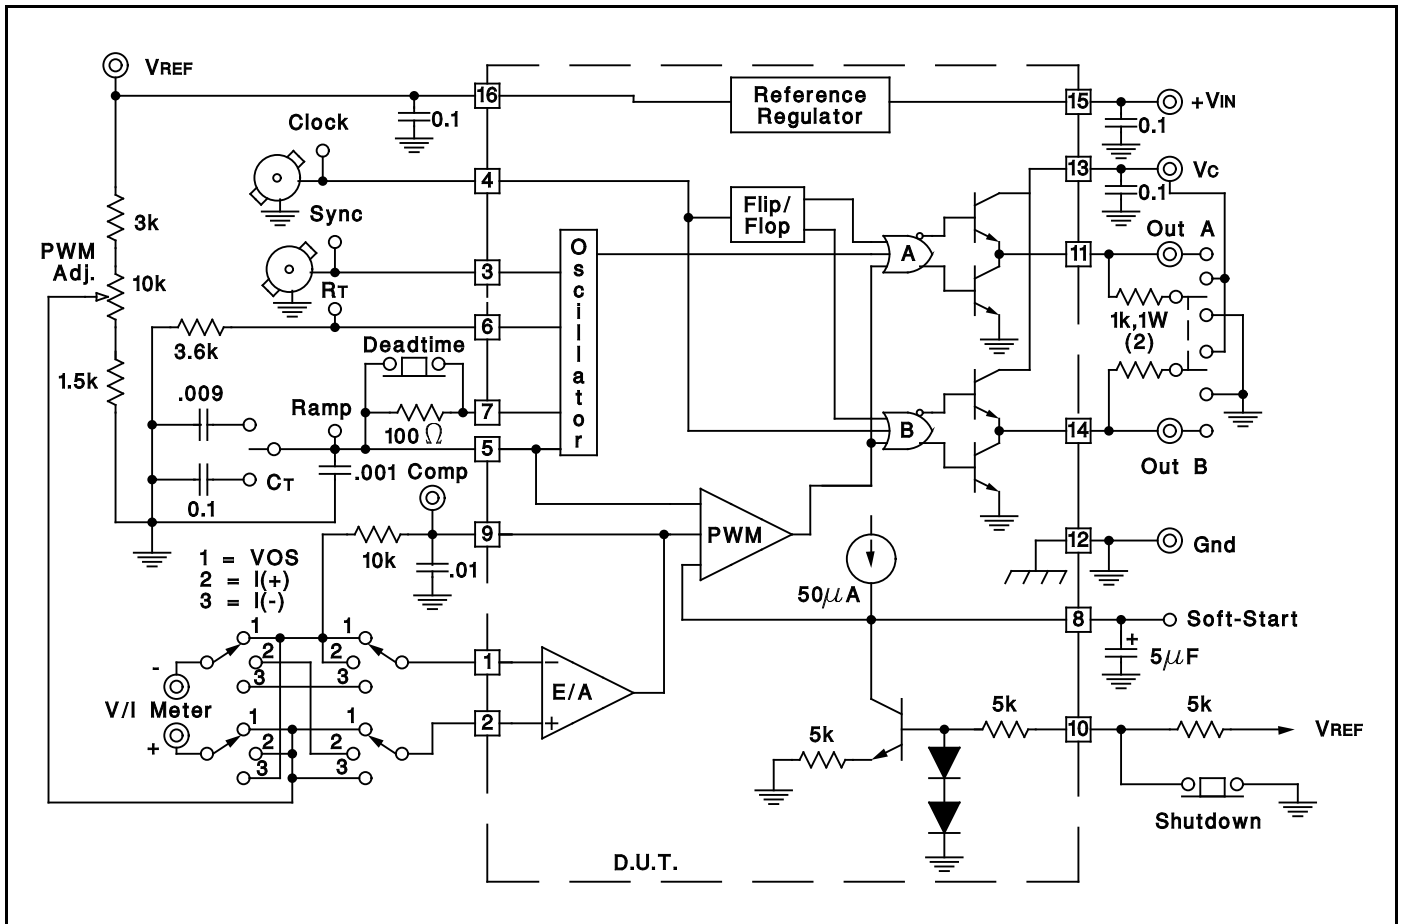 VREF
16
0.1
Reference
Regulator
15
+VIN
0.1
Clock
4
13
VC
0.1
3k
Sync
Flip/
Flop
Out A
PWM
Adj.
10k
3
Oscillator
A
11
RT
6
3.6k
1k,1W
(2)
Deadtime
1.5k
.009
Ramp
7
100 Ω
B
14
5
.001
Comp
Out B
CT
0.1
9
PWM
10k
.01
12
Gnd
1 = VOS
2 = I(+)
3 = I(-)
50μA
8
Soft-Start
+
5μF
1
1
2
2
3
3
-
1
−
E/A
V/I Meter
+
1
1
2
2
3
3
2
+
5k
5k
10
5k
VREF
Shutdown
D.U.T.